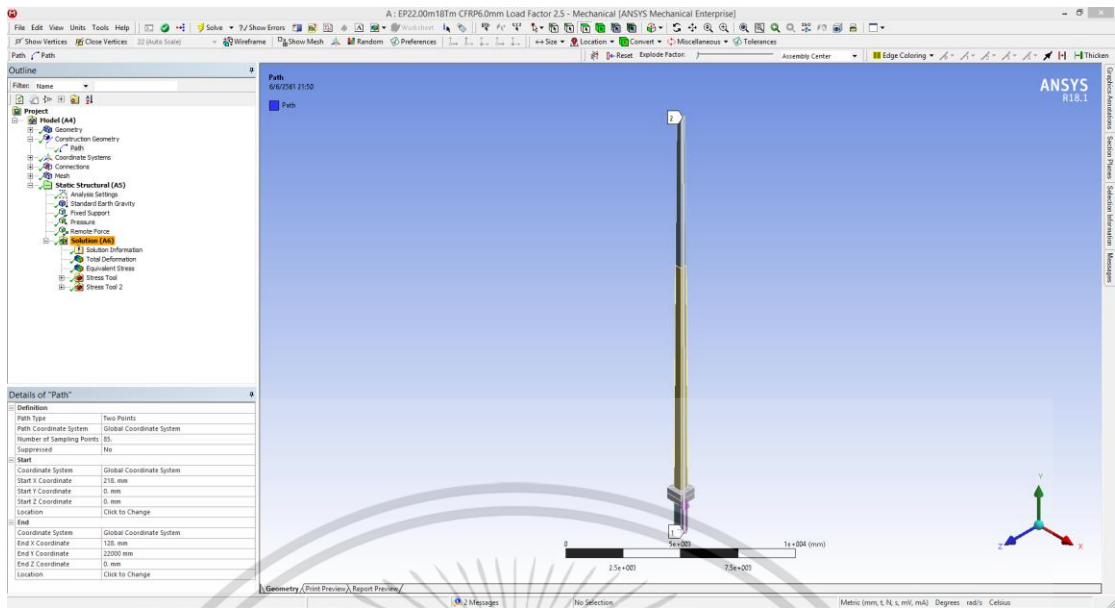 A : EP22.00m18Tm CFRP6.0mm Load Factor 2.5 - Mechanical [ANSYS Mechanical Enterprise]
File Edit View Units Tools Help Solve ?/ Show Errors Worksheet
Show Vertices Close Vertices 22 (Auto Scale) Wireframe Show Mesh Random Preferences Size Location Convert Miscellaneous Tolerances
Path Path Reset Explode Factor: Assembly Center Edge Coloring Thicken
Outline
Filter: Name
Project
Model (A4)
Geometry
Construction Geometry
Path
Coordinate Systems
Connections
Mesh
Static Structural (A5)
Analysis Settings
Standard Earth Gravity
Fixed Support
Pressure
Remote Force
Solution (A6)
Solution Information
Total Deformation
Equivalent Stress
Stress Tool
Stress Tool 2
Details of "Path"
Definition
Path Type Two Points
Path Coordinate System Global Coordinate System
Number of Sampling Points 85.
Suppressed No
Start
Coordinate System Global Coordinate System
Start X Coordinate 218. mm
Start Y Coordinate 0. mm
Start Z Coordinate 0. mm
Location Click to Change
End
Coordinate System Global Coordinate System
End X Coordinate 128. mm
End Y Coordinate 22000 mm
End Z Coordinate 0. mm
Location Click to Change
Path
6/6/2561 21:50
Path
ANSYS
R18.1
2
1
0 5e+003 1e+004 (mm)
2.5e+003 7.5e+003
Y
Z X
Graphics Annotations Section Planes Selection Information Messages
Geometry Print Preview Report Preview
2 Messages No Selection Metric (mm, t, N, s, mV, mA) Degrees rad/s Celsius